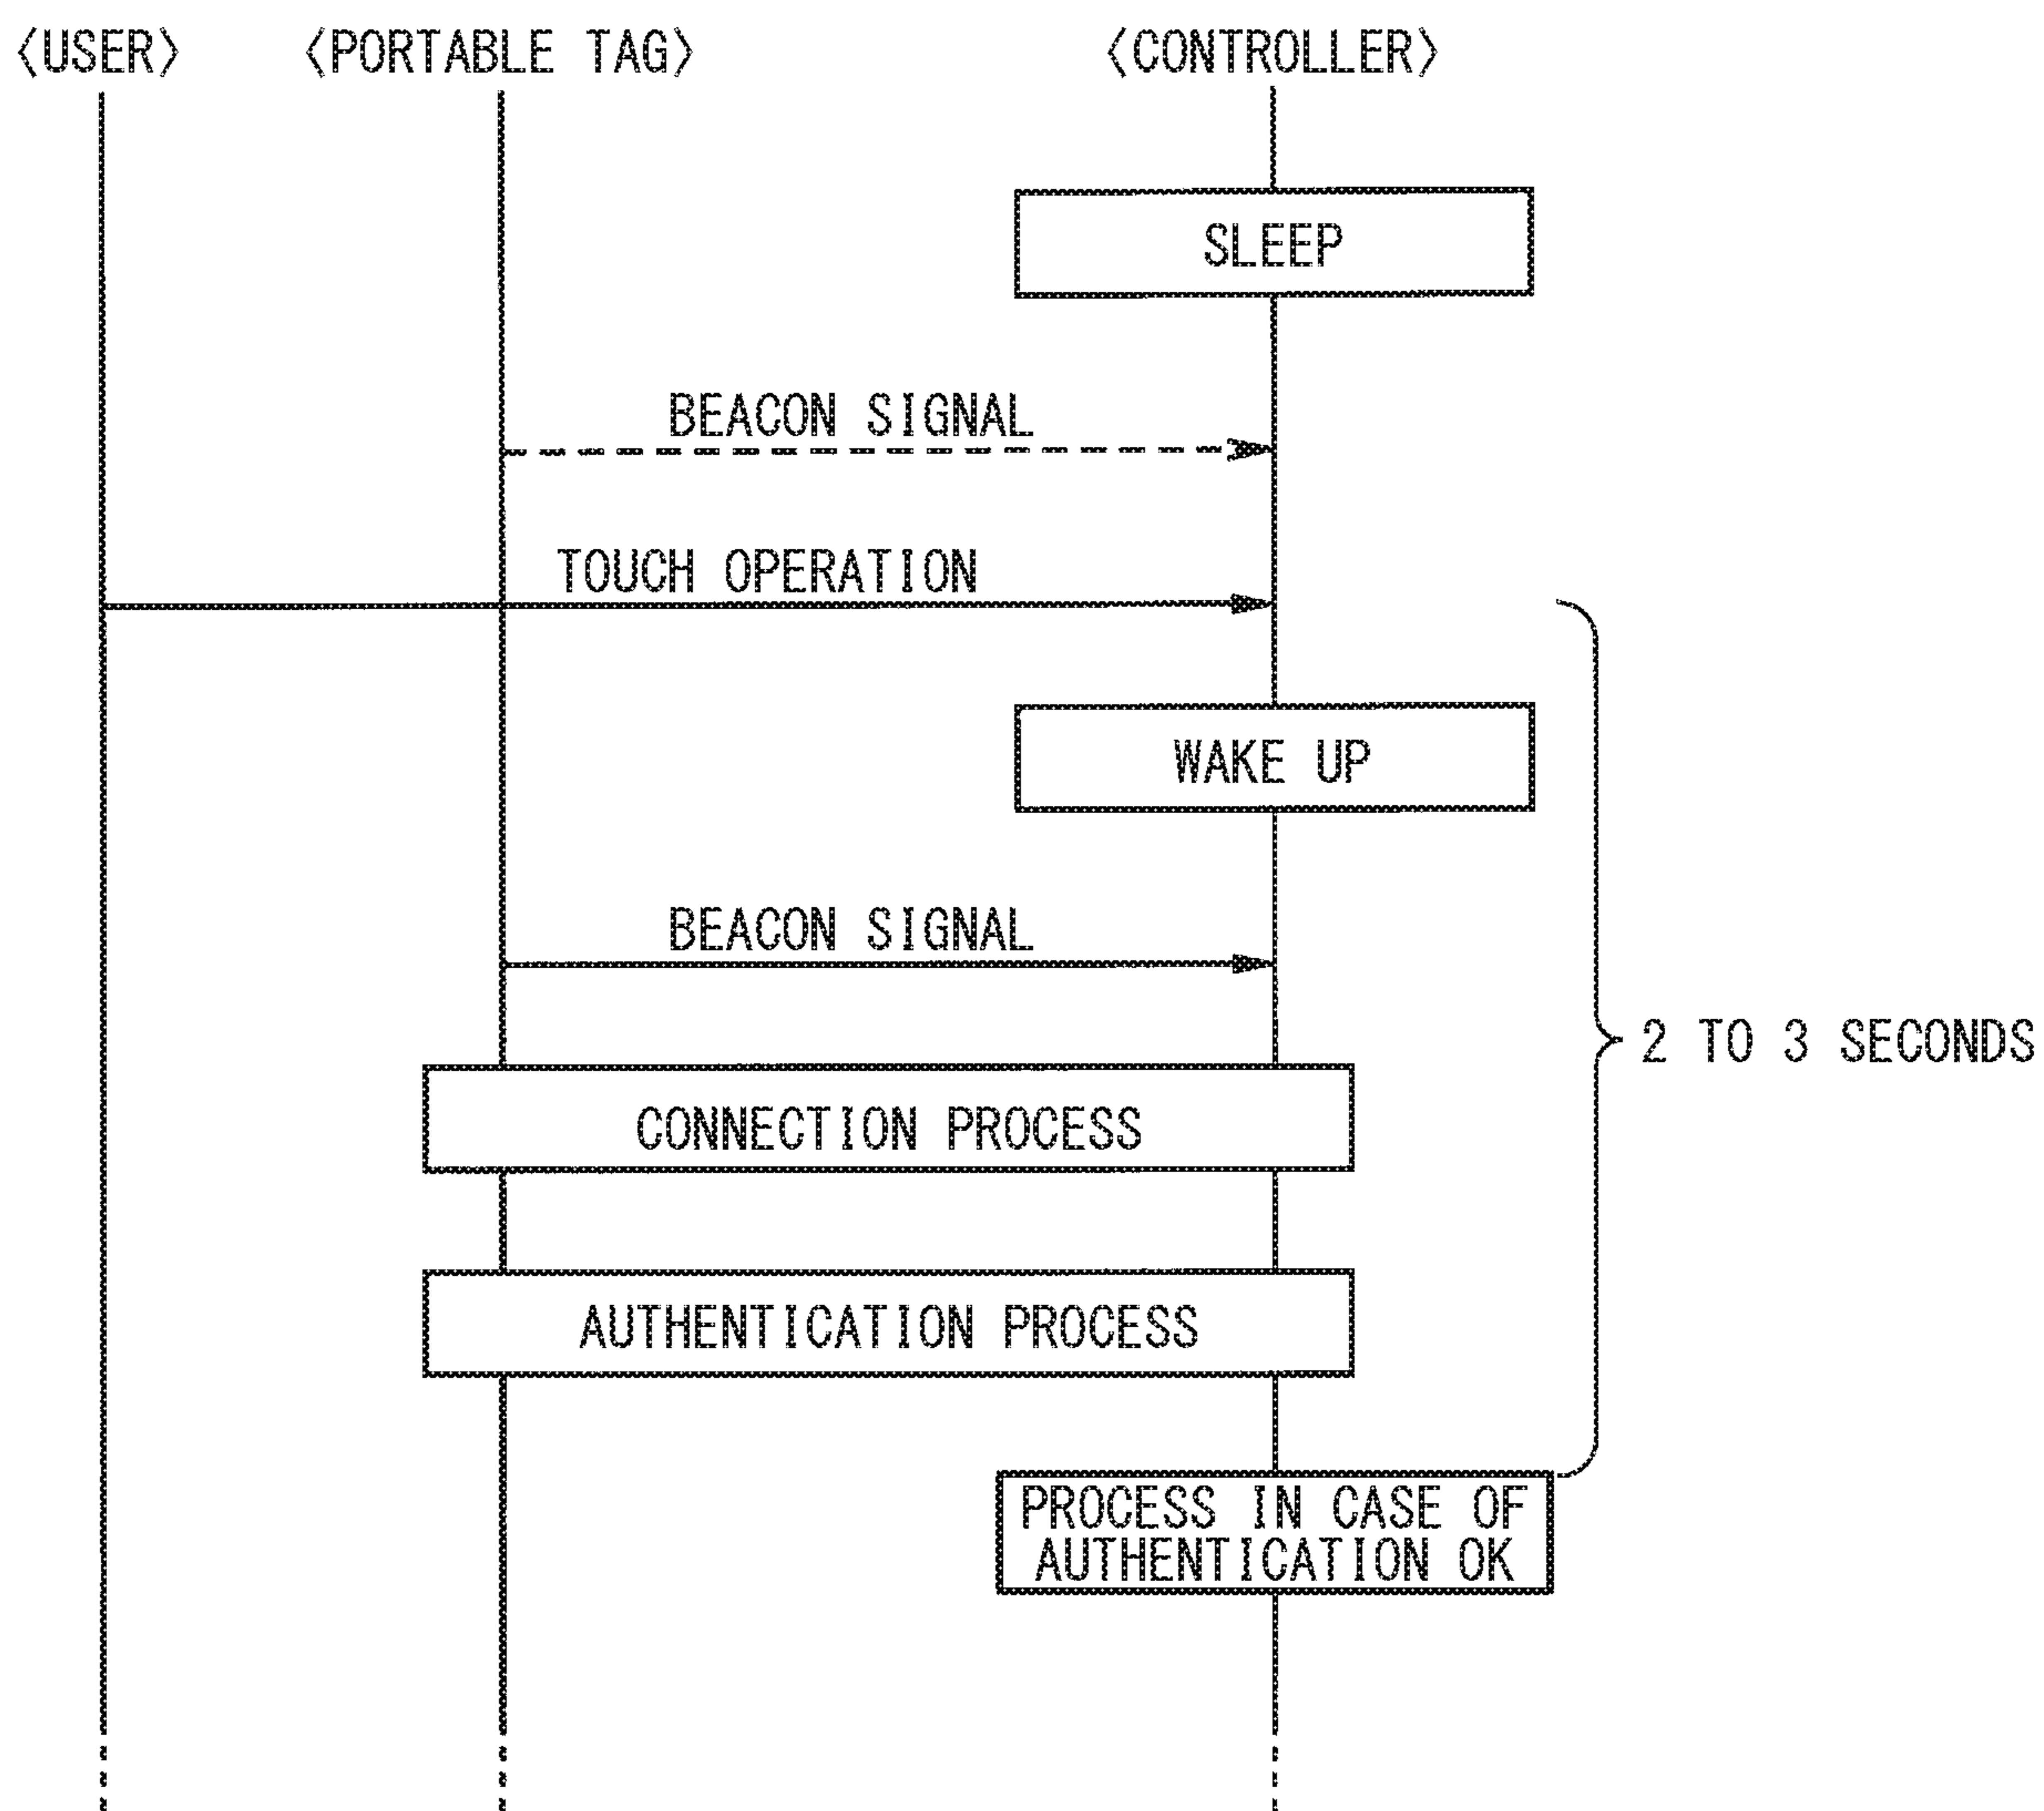 〈USER〉 〈PORTABLE TAG〉 〈CONTROLLER〉
SLEEP
BEACON SIGNAL
TOUCH OPERATION
WAKE UP
BEACON SIGNAL
2 TO 3 SECONDS
CONNECTION PROCESS
AUTHENTICATION PROCESS
PROCESS IN CASE OF
AUTHENTICATION OK